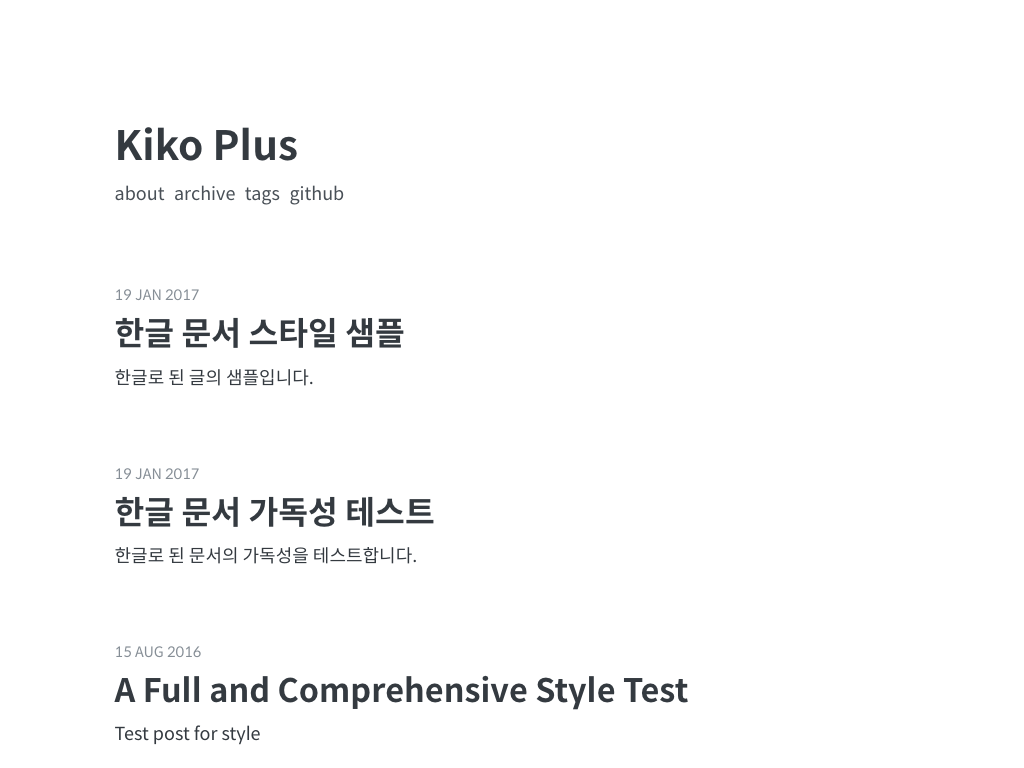 Kiko Plus
about archive tags github
19 JAN 2017
한글 문서 스타일 샘플
한글로 된 글의 샘플입니다.
19 JAN 2017
한글 문서 가독성 테스트
한글로 된 문서의 가독성을 테스트합니다.
15 AUG 2016
A Full and Comprehensive Style Test
Test post for style